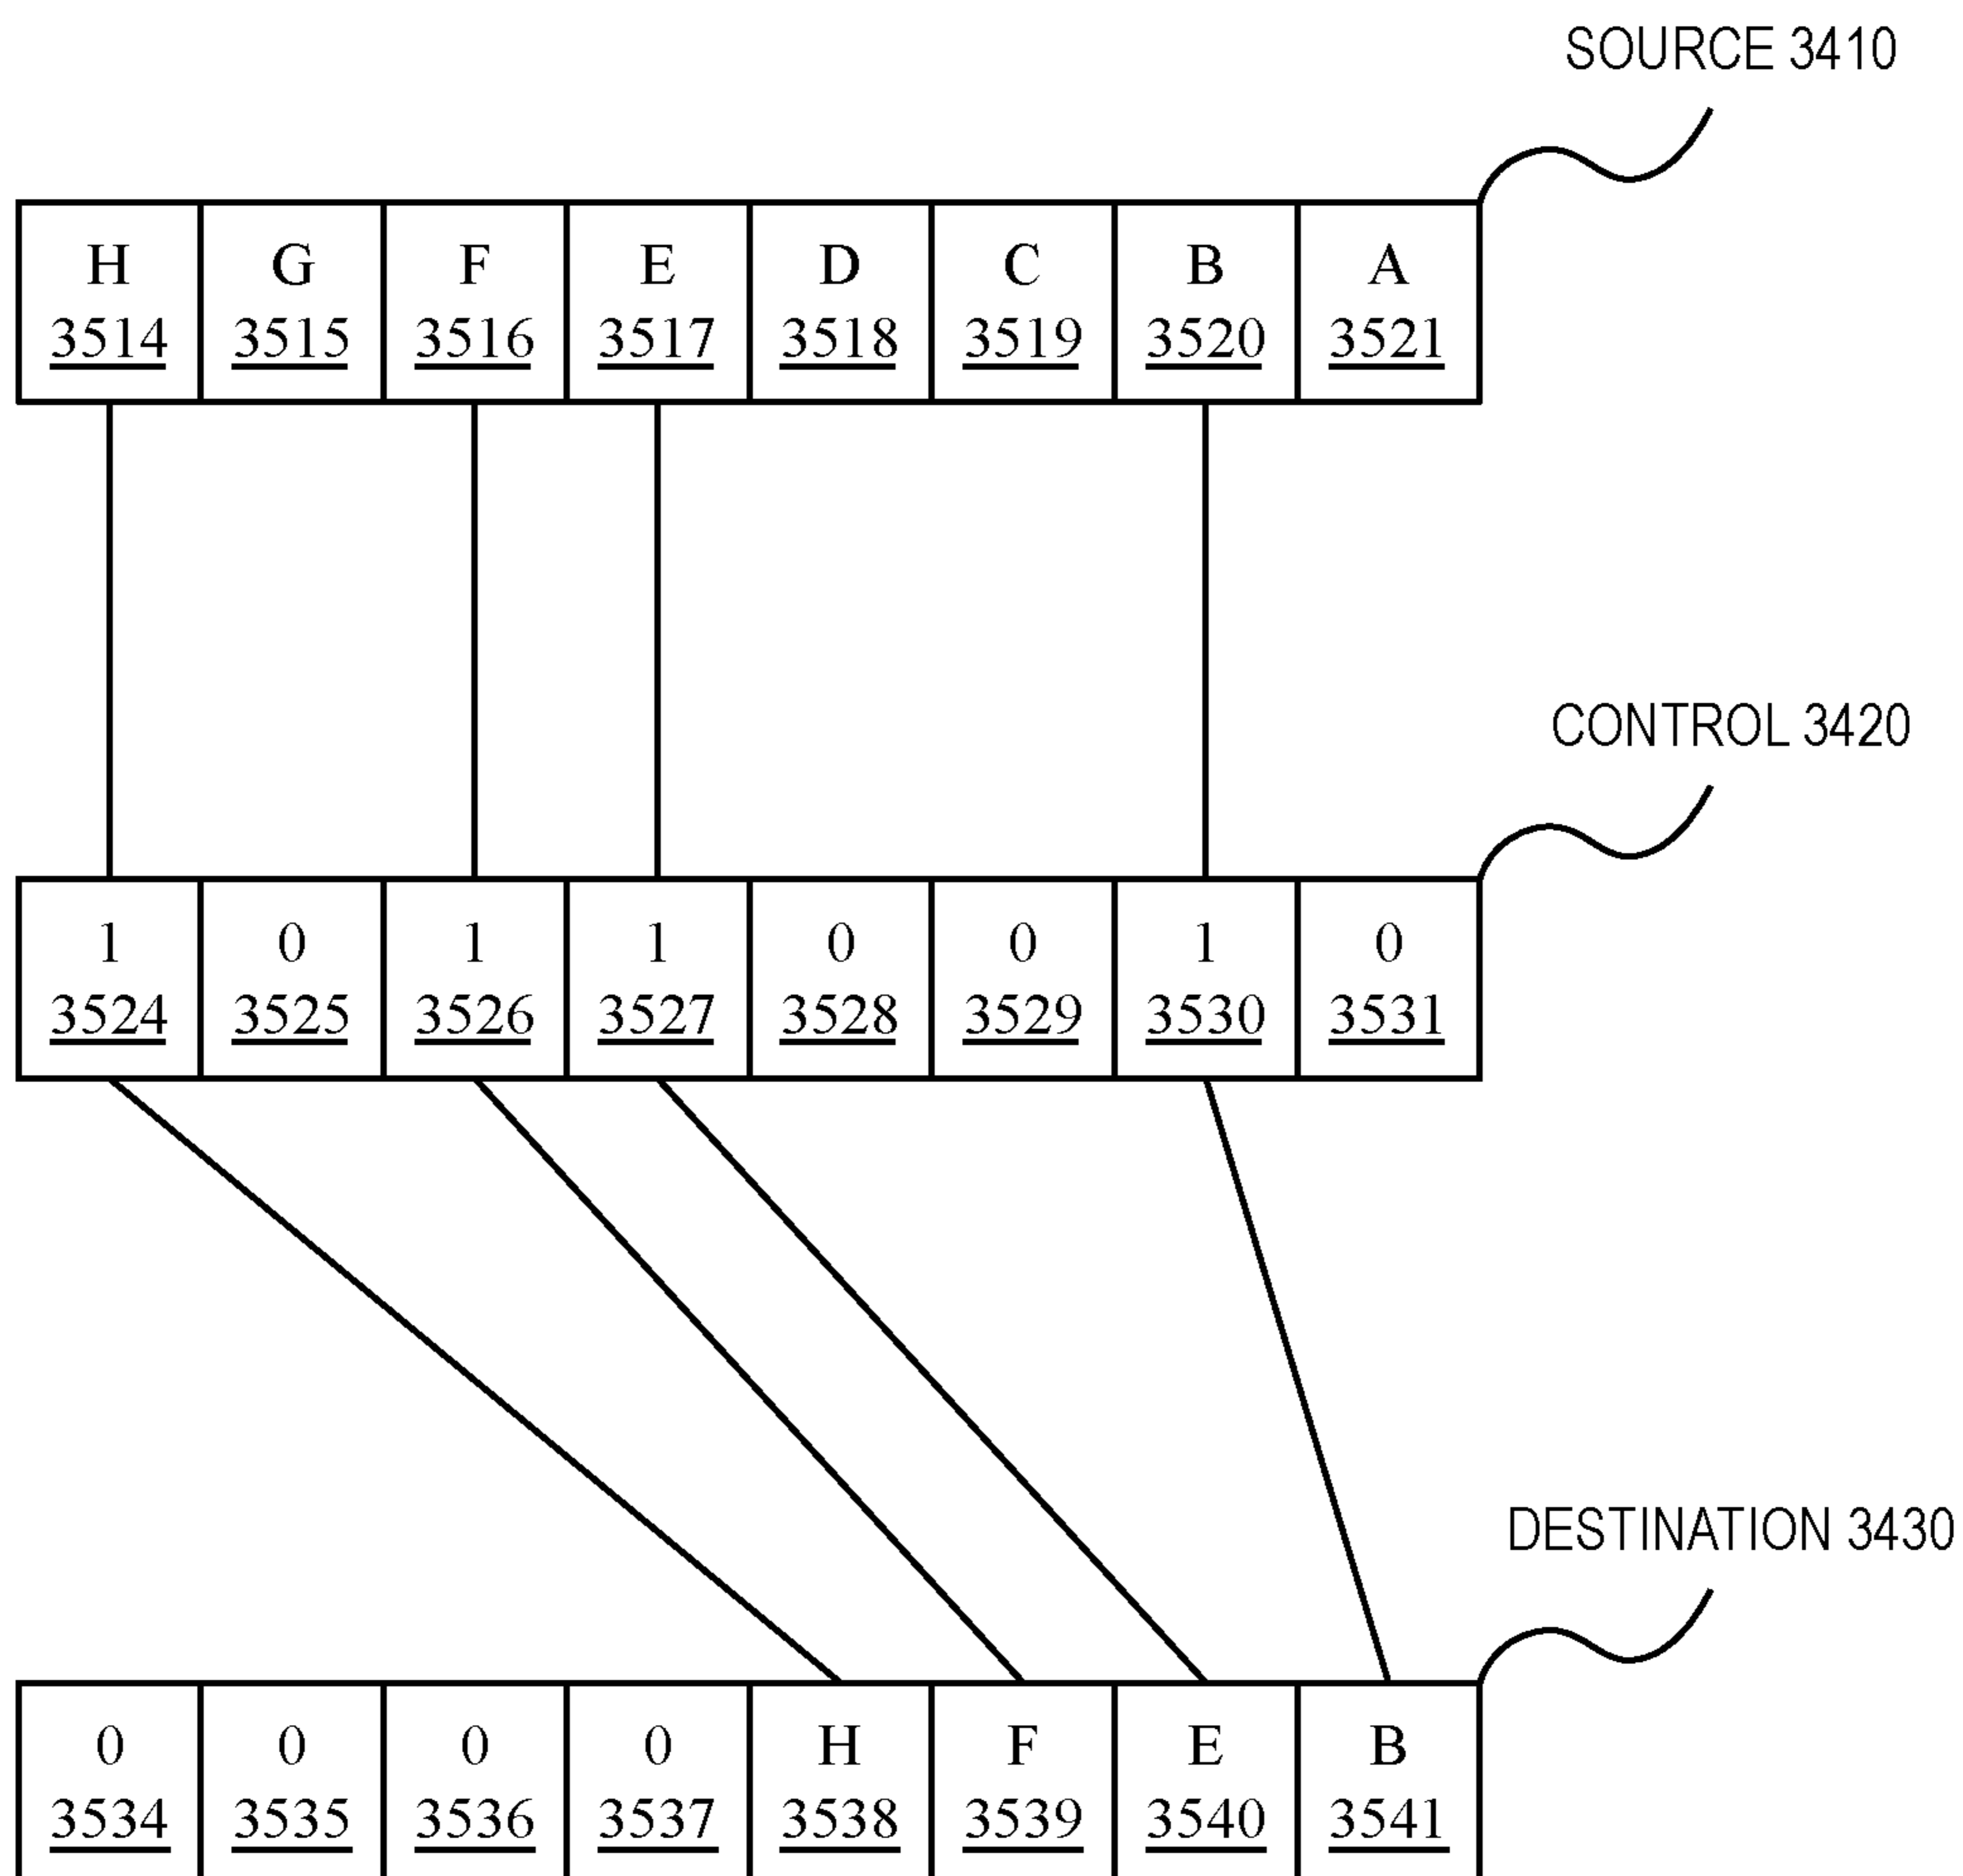 SOURCE 3410
H G F E D C B A
3514 3515 3516 3517 3518 3519 3520 3521
CONTROL 3420
1 0 1 1 0 0 1 0
3524 3525 3526 3527 3528 3529 3530 3531
DESTINATION 3430
0 0 0 0 H F E B
3534 3535 3536 3537 3538 3539 3540 3541